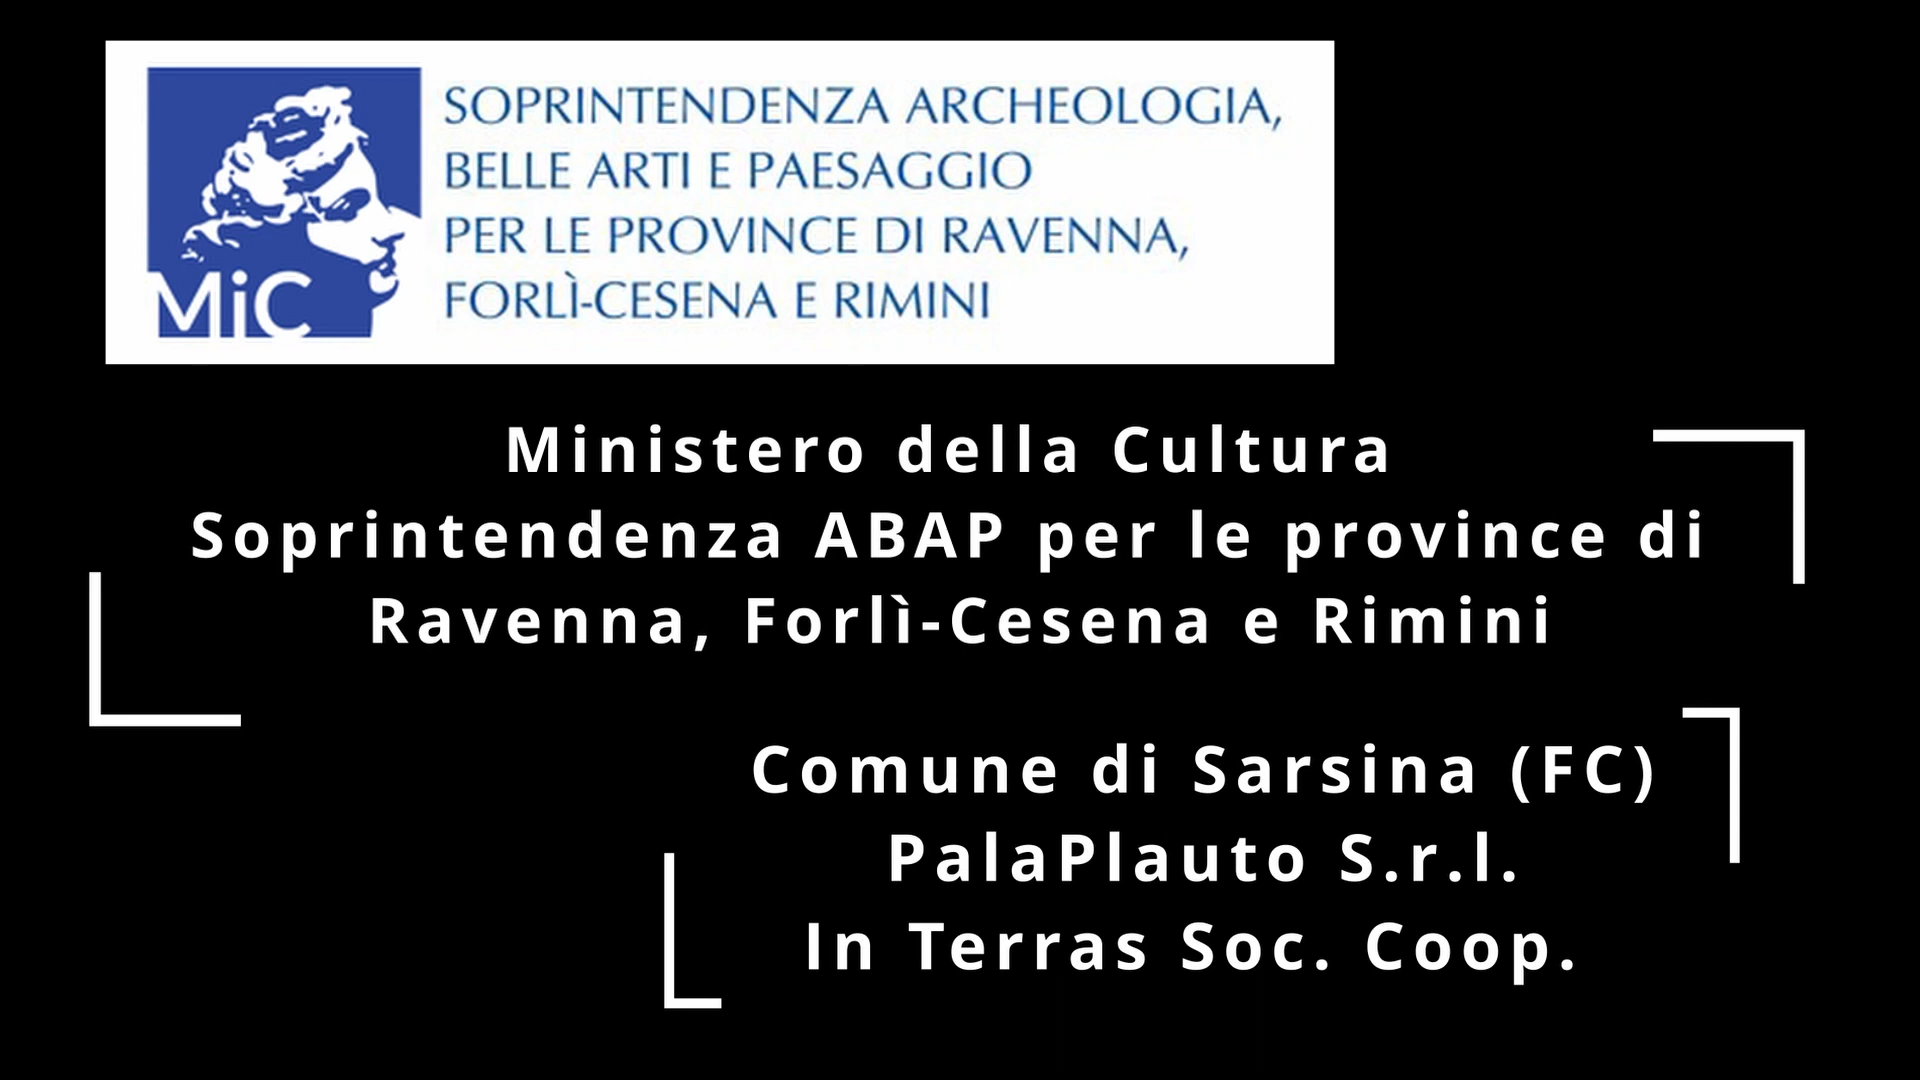 SOPRINTENDENZA ARCHEOLOGIA,
BELLE ARTI E PAESAGGIO
PER LE PROVINCE DI RAVENNA,
FORLÌ-CESENA E RIMINI
MiC
Ministero della Cultura
Soprintendenza ABAP per le province di
Ravenna, Forlì-Cesena e Rimini
Comune di Sarsina (FC)
PalaPlauto S.r.l.
In Terras Soc. Coop.